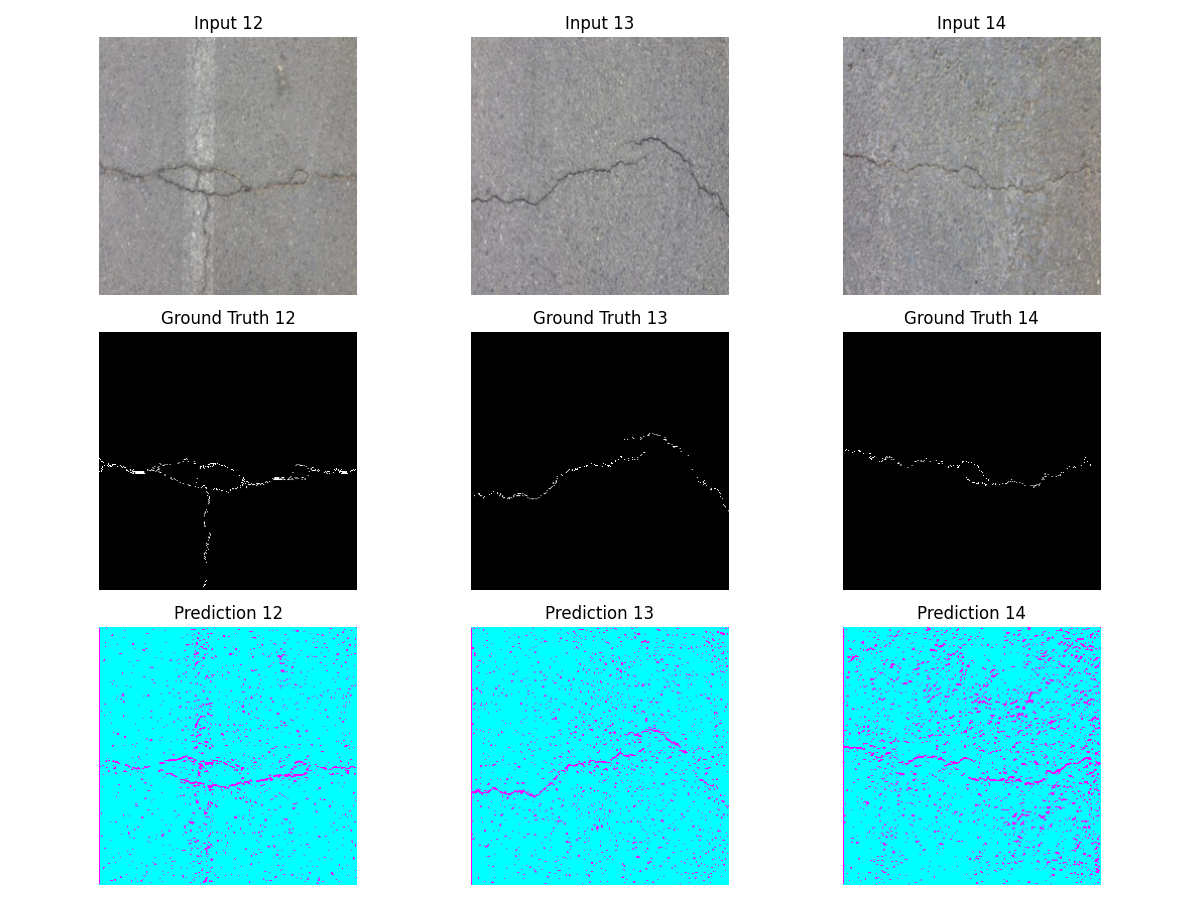 Input 12
Input 13
Input 14
Ground Truth 12
Ground Truth 13
Ground Truth 14
Prediction 12
Prediction 13
Prediction 14